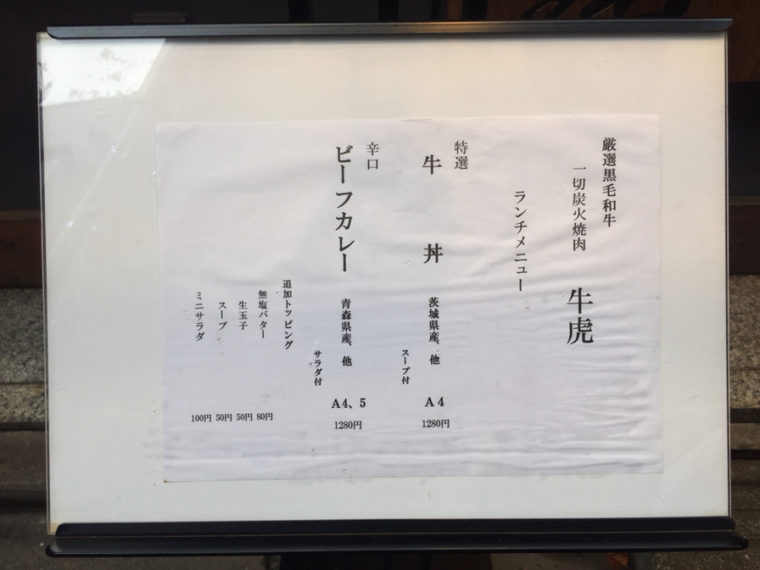 厳選黒毛和牛
一切炭火焼肉 牛虎
ランチメニュー
特選
牛丼 茨城県産、他 A4 1280円
スープ付
辛口
ビーフカレー 青森県産、他 A4、5 1280円
サラダ付
追加トッピング
無塩バター 80円
生玉子 50円
スープ 50円
ミニサラダ 100円